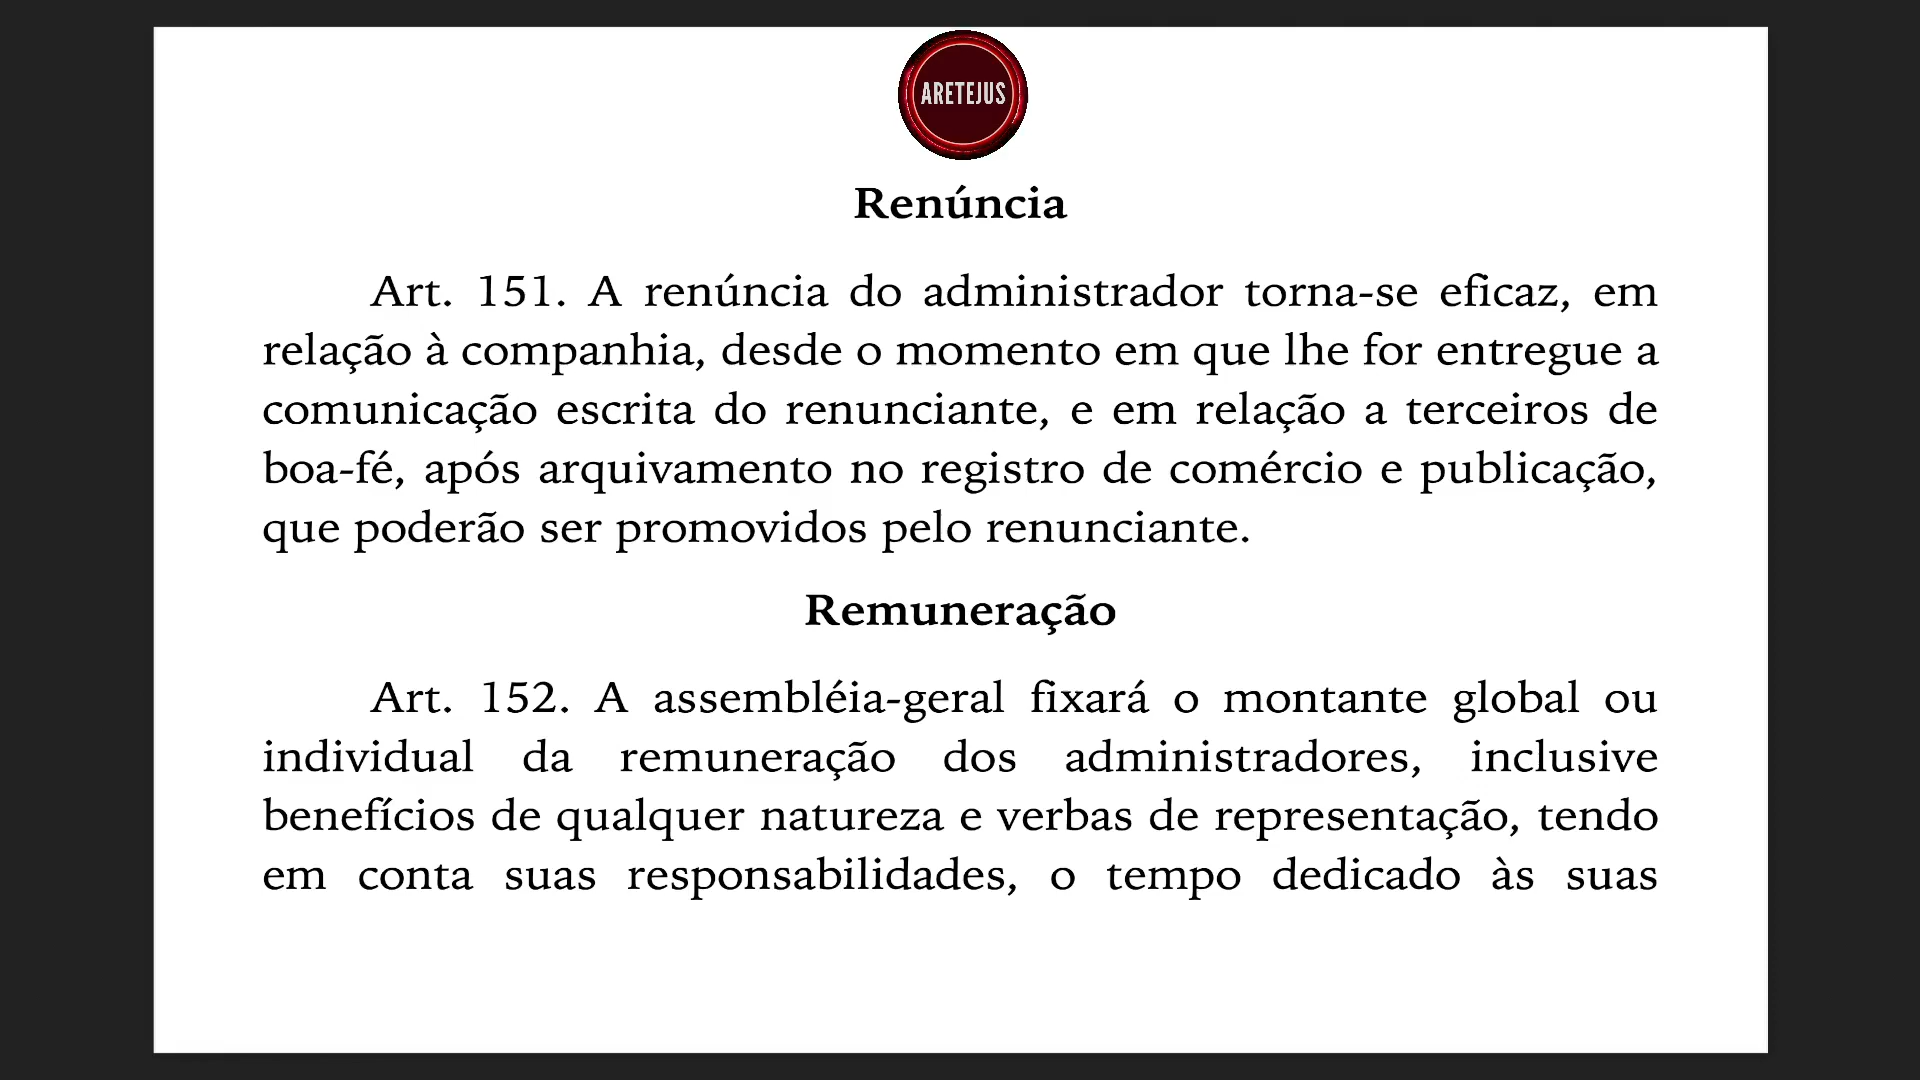 ARETEJUS
Renúncia
Art. 151. A renúncia do administrador torna-se eficaz, em
relação à companhia, desde o momento em que lhe for entregue a
comunicação escrita do renunciante, e em relação a terceiros de
boa-fé, após arquivamento no registro de comércio e publicação,
que poderão ser promovidos pelo renunciante.
Remuneração
Art. 152. A assembléia-geral fixará o montante global ou
individual da remuneração dos administradores, inclusive
benefícios de qualquer natureza e verbas de representação, tendo
em conta suas responsabilidades, o tempo dedicado às suas